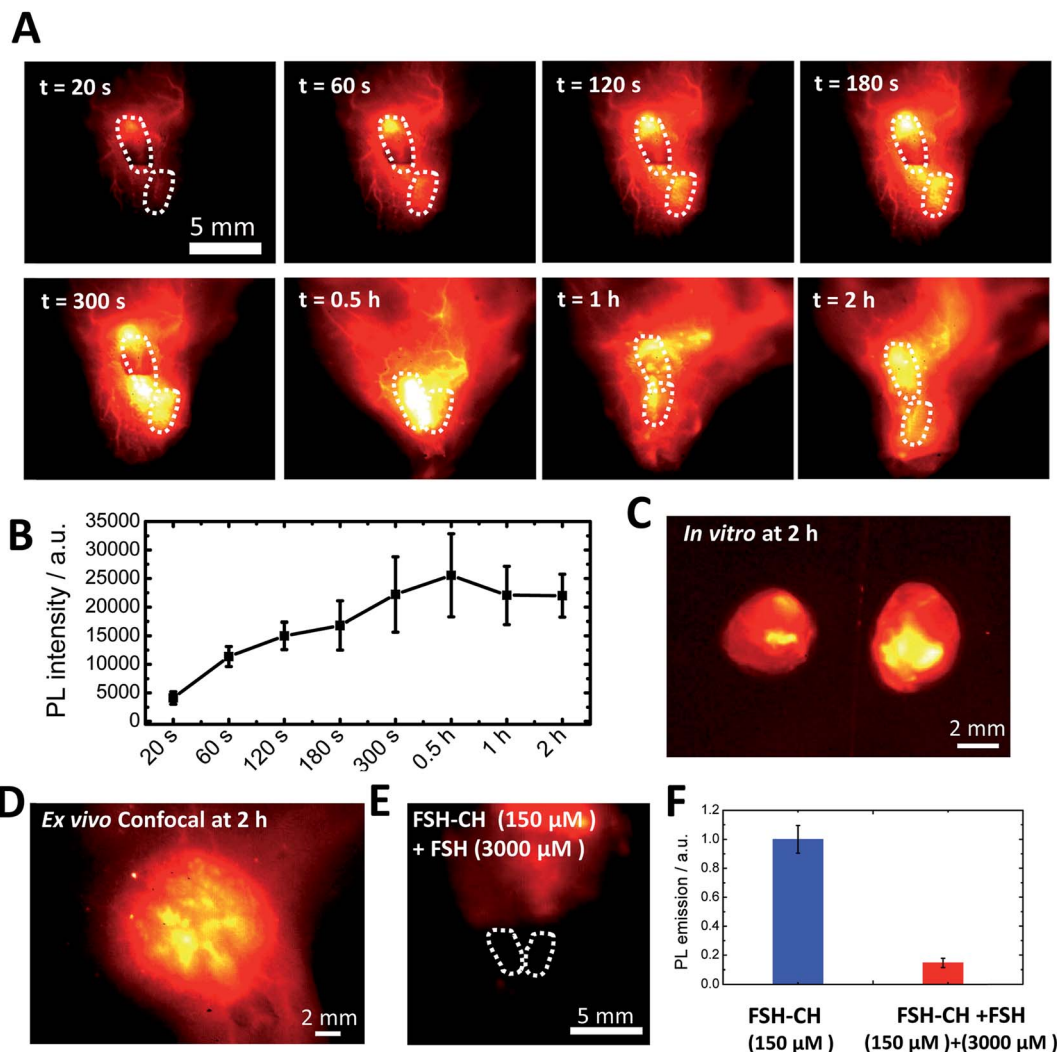 A
t = 20 s
t = 60 s
t = 120 s
t = 180 s
5 mm
t = 300 s
t = 0.5 h
t = 1 h
t = 2 h
B
35000
30000
25000
20000
15000
10000
5000
0
PL intensity / a.u.
20 s
60 s
120 s
180 s
300 s
0.5 h
1 h
2 h
C
In vitro at 2 h
2 mm
D
Ex vivo Confocal at 2 h
2 mm
E
FSH-CH (150 μM )
+ FSH (3000 μM )
5 mm
F
1.2
1.0
0.8
0.6
0.4
0.2
0.0
PL emission / a.u.
FSH-CH
(150 μM )
FSH-CH +FSH
(150 μM )+(3000 μM )